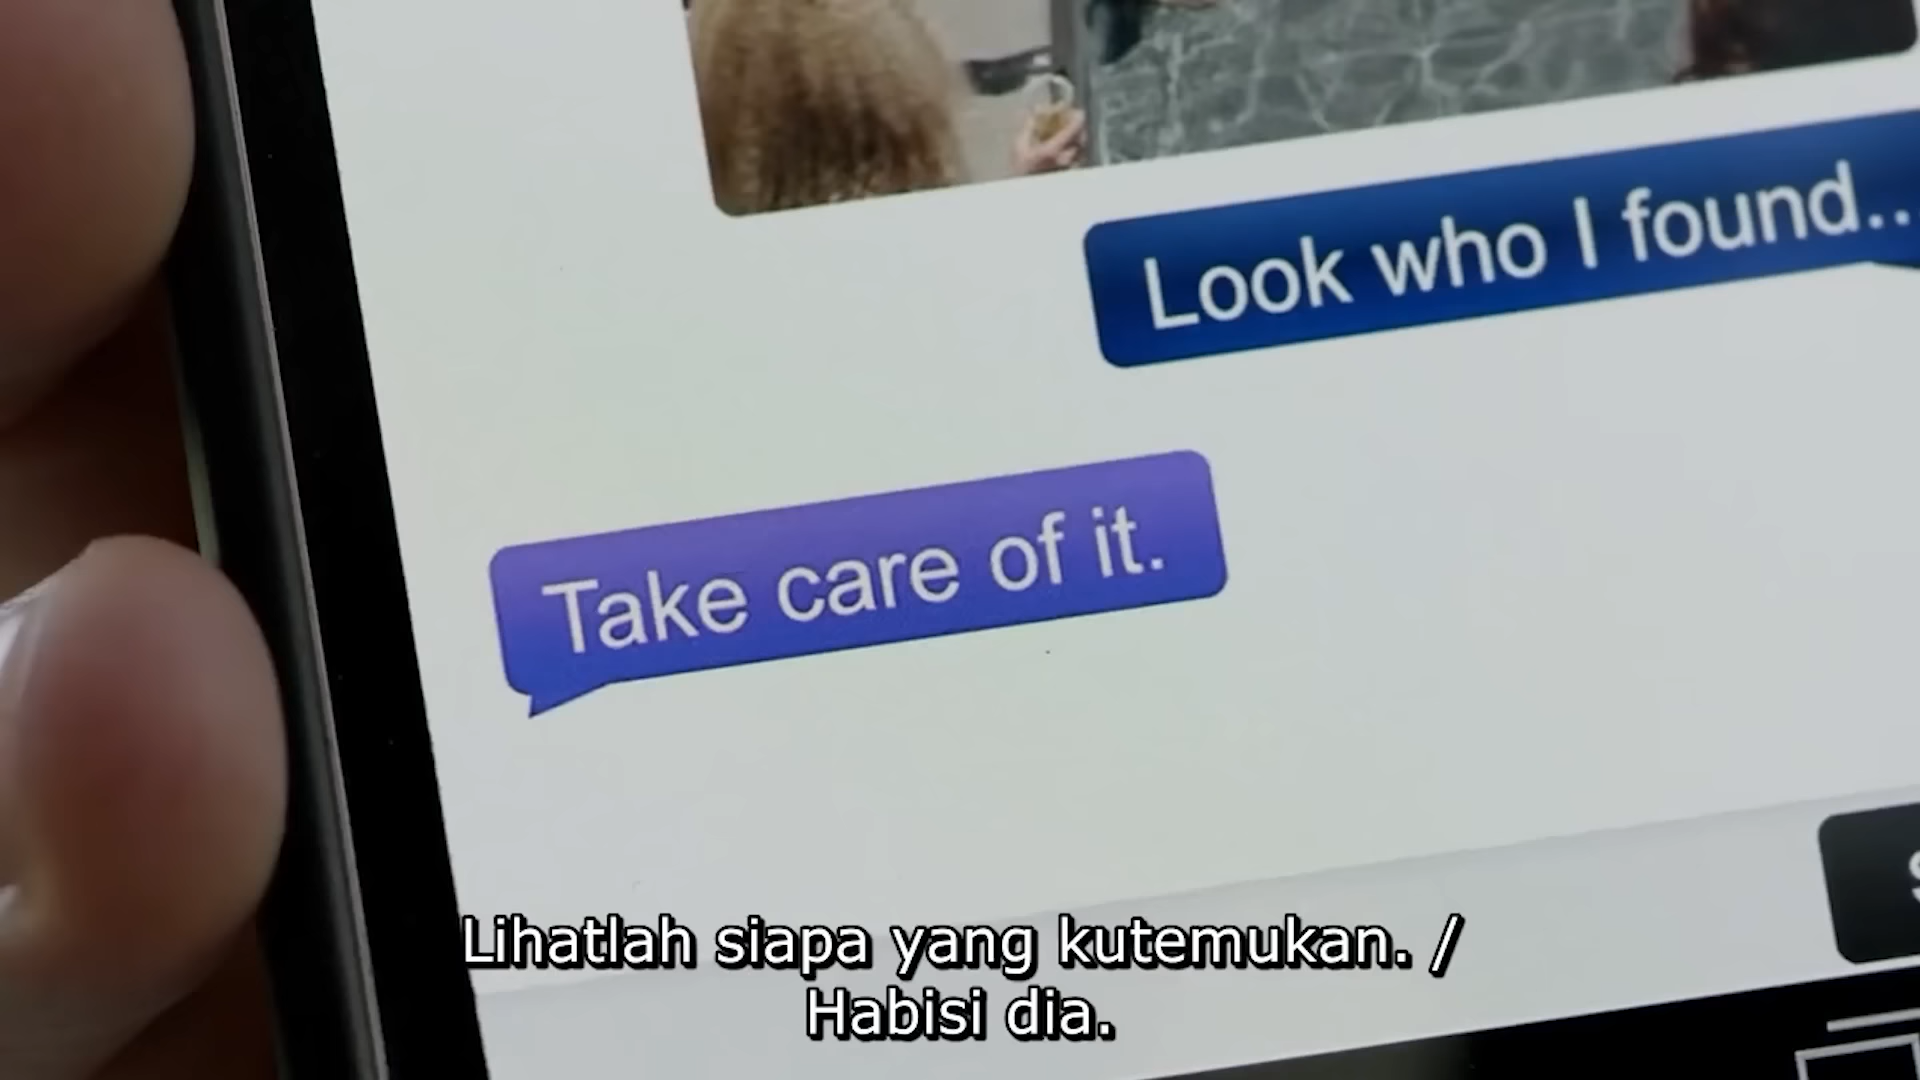 Look who I found..
Take care of it.
Lihatlah siapa yang kutemukan. /
Habisi dia.